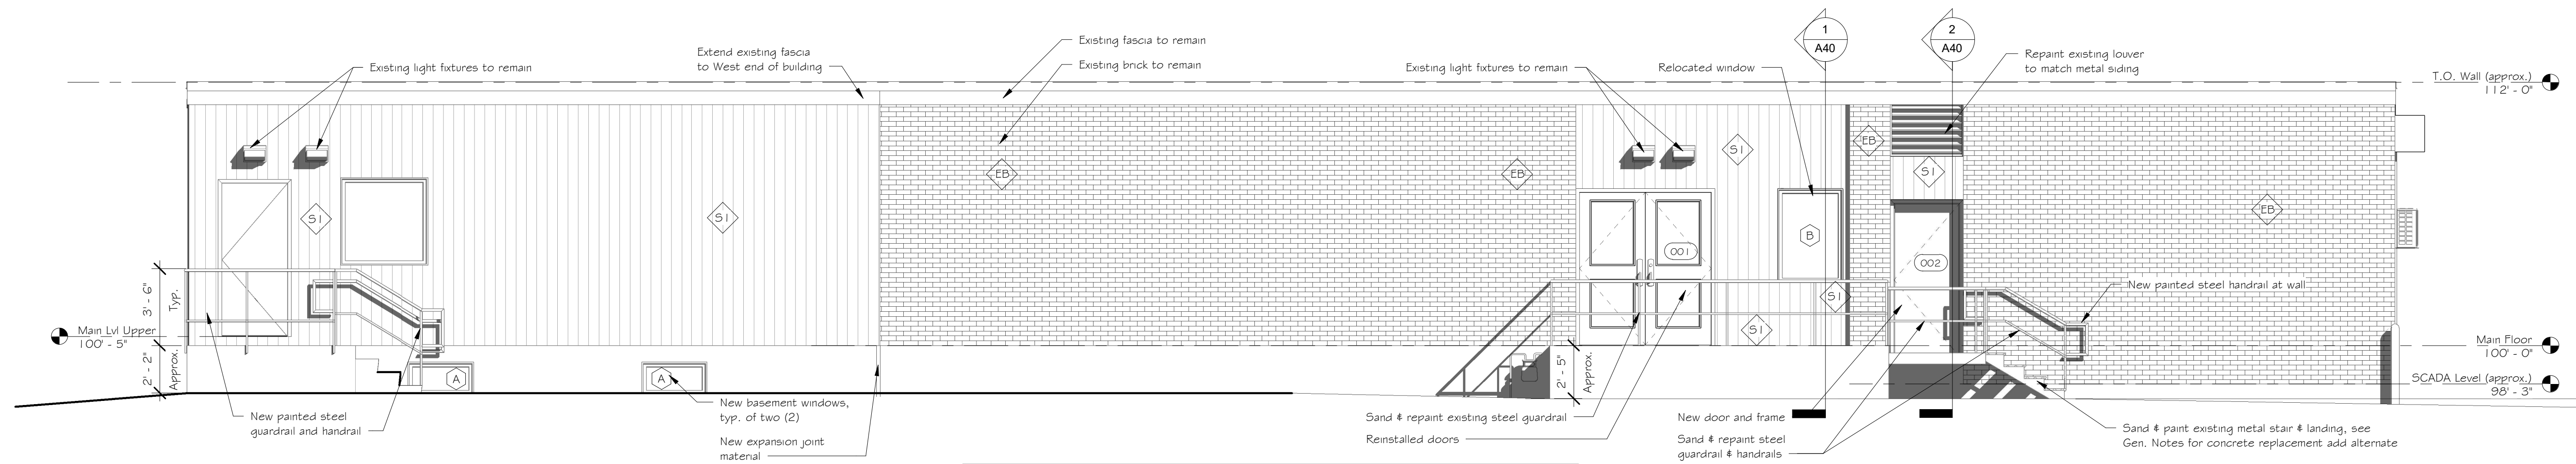 Existing light fixtures to remain
Extend existing fascia
to West end of building
Existing fascia to remain
Existing brick to remain
Existing light fixtures to remain
Relocated window
1
A40
2
A40
Repaint existing louver
to match metal siding
T.O. Wall (approx.)
112' - 0"
S1
S1
EB
EB
S1
EB
S1
EB
B
001
002
S1
S1
3' - 6"
Typ.
Main Lvl Upper
100' - 5"
2' - 2"
Approx.
A
A
2' - 5"
Approx.
New painted steel handrail at wall
Main Floor
100' - 0"
SCADA Level (approx.)
98' - 3"
New painted steel
guardrail and handrail
New basement windows,
typ. of two (2)
New expansion joint
material
Sand & repaint existing steel guardrail
Reinstalled doors
New door and frame
Sand & repaint steel
guardrail & handrails
Sand & paint existing metal stair & landing, see
Gen. Notes for concrete replacement add alternate